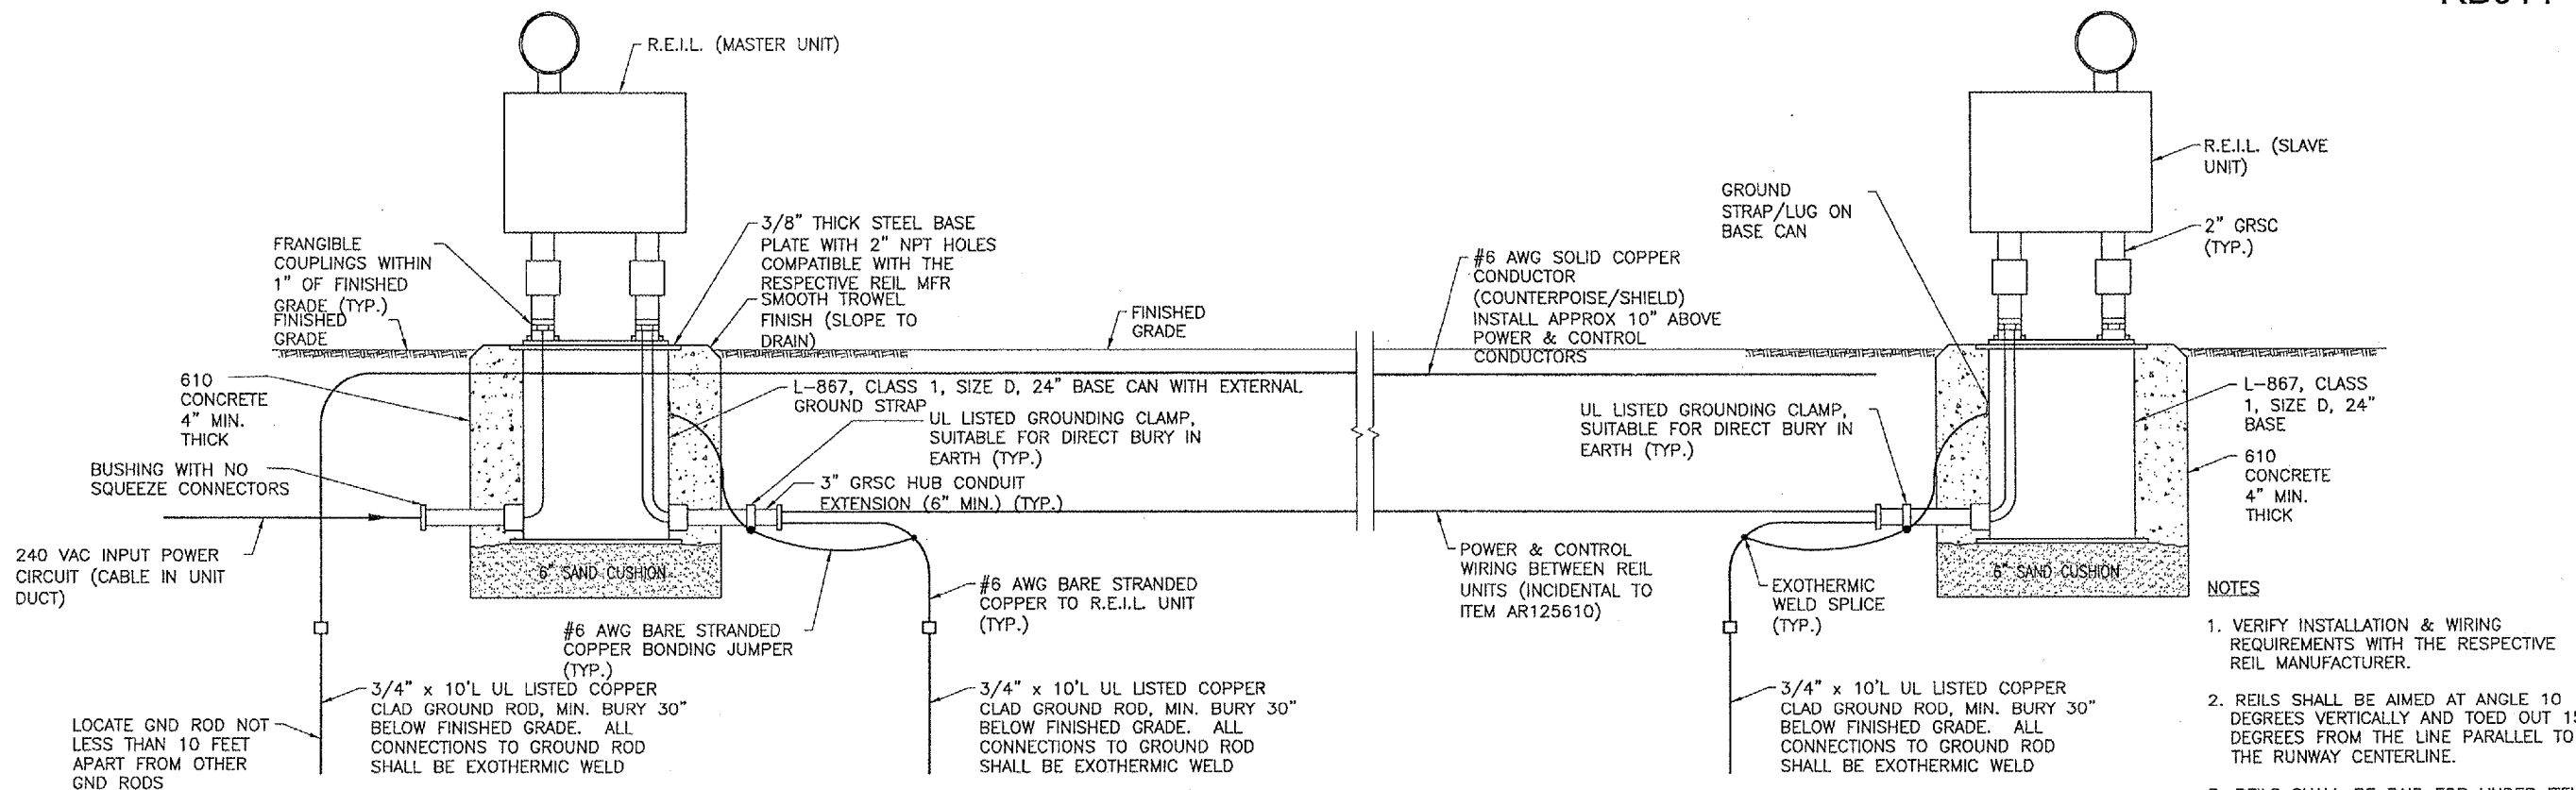 R.E.I.L. (MASTER UNIT)
R.E.I.L. (SLAVE
UNIT)
GROUND
STRAP/LUG ON
BASE CAN
2" GRSC
(TYP.)
FRANGIBLE
COUPLINGS WITHIN
1" OF FINISHED
GRADE (TYP.)
FINISHED
GRADE
3/8" THICK STEEL BASE
PLATE WITH 2" NPT HOLES
COMPATIBLE WITH THE
RESPECTIVE REIL MFR
SMOOTH TROWEL
FINISH (SLOPE TO
DRAIN)
FINISHED
GRADE
#6 AWG SOLID COPPER
CONDUCTOR
(COUNTERPOISE/SHIELD)
INSTALL APPROX 10" ABOVE
POWER & CONTROL
CONDUCTORS
610
CONCRETE
4" MIN.
THICK
L-867, CLASS 1, SIZE D, 24" BASE CAN WITH EXTERNAL
GROUND STRAP
UL LISTED GROUNDING CLAMP,
SUITABLE FOR DIRECT BURY IN
EARTH (TYP.)
UL LISTED GROUNDING CLAMP,
SUITABLE FOR DIRECT BURY IN
EARTH (TYP.)
L-867, CLASS
1, SIZE D, 24"
BASE
610
CONCRETE
4" MIN.
THICK
BUSHING WITH NO
SQUEEZE CONNECTORS
3" GRSC HUB CONDUIT
EXTENSION (6" MIN.) (TYP.)
240 VAC INPUT POWER
CIRCUIT (CABLE IN UNIT
DUCT)
6" SAND CUSHION
6" SAND CUSHION
#6 AWG BARE STRANDED
COPPER TO R.E.I.L. UNIT
(TYP.)
POWER & CONTROL
WIRING BETWEEN REIL
UNITS (INCIDENTAL TO
ITEM AR125610)
EXOTHERMIC
WELD SPLICE
(TYP.)
#6 AWG BARE STRANDED
COPPER BONDING JUMPER
(TYP.)
LOCATE GND ROD NOT
LESS THAN 10 FEET
APART FROM OTHER
GND RODS
3/4" x 10'L UL LISTED COPPER
CLAD GROUND ROD, MIN. BURY 30"
BELOW FINISHED GRADE. ALL
CONNECTIONS TO GROUND ROD
SHALL BE EXOTHERMIC WELD
3/4" x 10'L UL LISTED COPPER
CLAD GROUND ROD, MIN. BURY 30"
BELOW FINISHED GRADE. ALL
CONNECTIONS TO GROUND ROD
SHALL BE EXOTHERMIC WELD
3/4" x 10'L UL LISTED COPPER
CLAD GROUND ROD, MIN. BURY 30"
BELOW FINISHED GRADE. ALL
CONNECTIONS TO GROUND ROD
SHALL BE EXOTHERMIC WELD
NOTES
1. VERIFY INSTALLATION & WIRING
REQUIREMENTS WITH THE RESPECTIVE
REIL MANUFACTURER.
2. REILS SHALL BE AIMED AT ANGLE 10
DEGREES VERTICALLY AND TOED OUT
DEGREES FROM THE LINE PARALLEL TO
THE RUNWAY CENTERLINE.